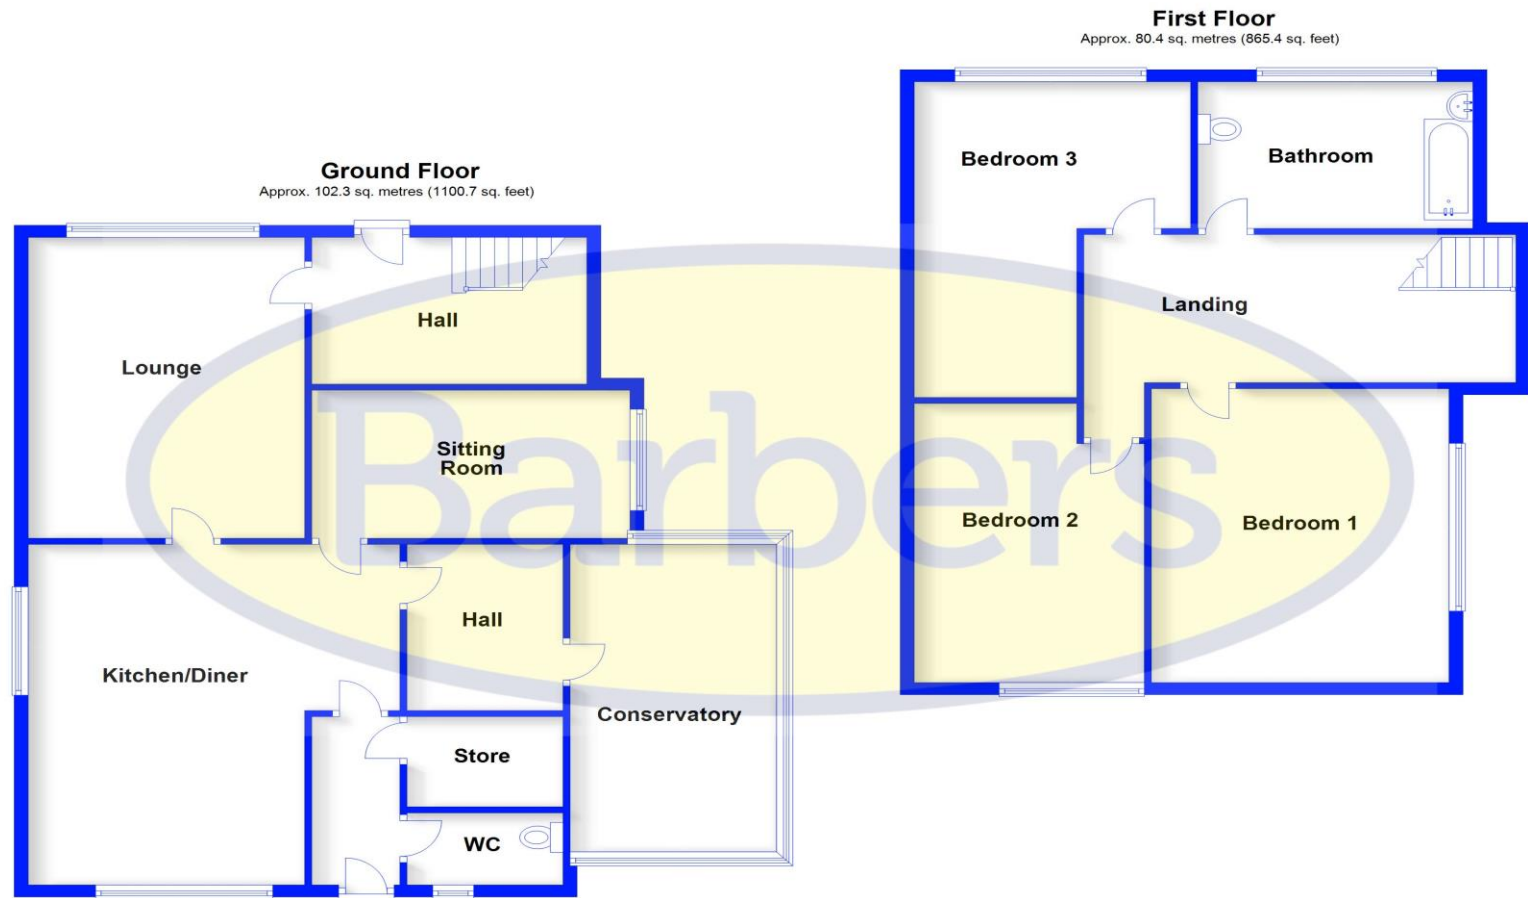 First Floor
Approx. 80.4 sq. metres (865.4 sq. feet)
Bedroom 3
Bathroom
Landing
Bedroom 2
Bedroom 1
Ground Floor
Approx. 102.3 sq. metres (1100.7 sq. feet)
Hall
Lounge
Sitting
Room
Hall
Kitchen/Diner
Conservatory
Store
WC
Barbers